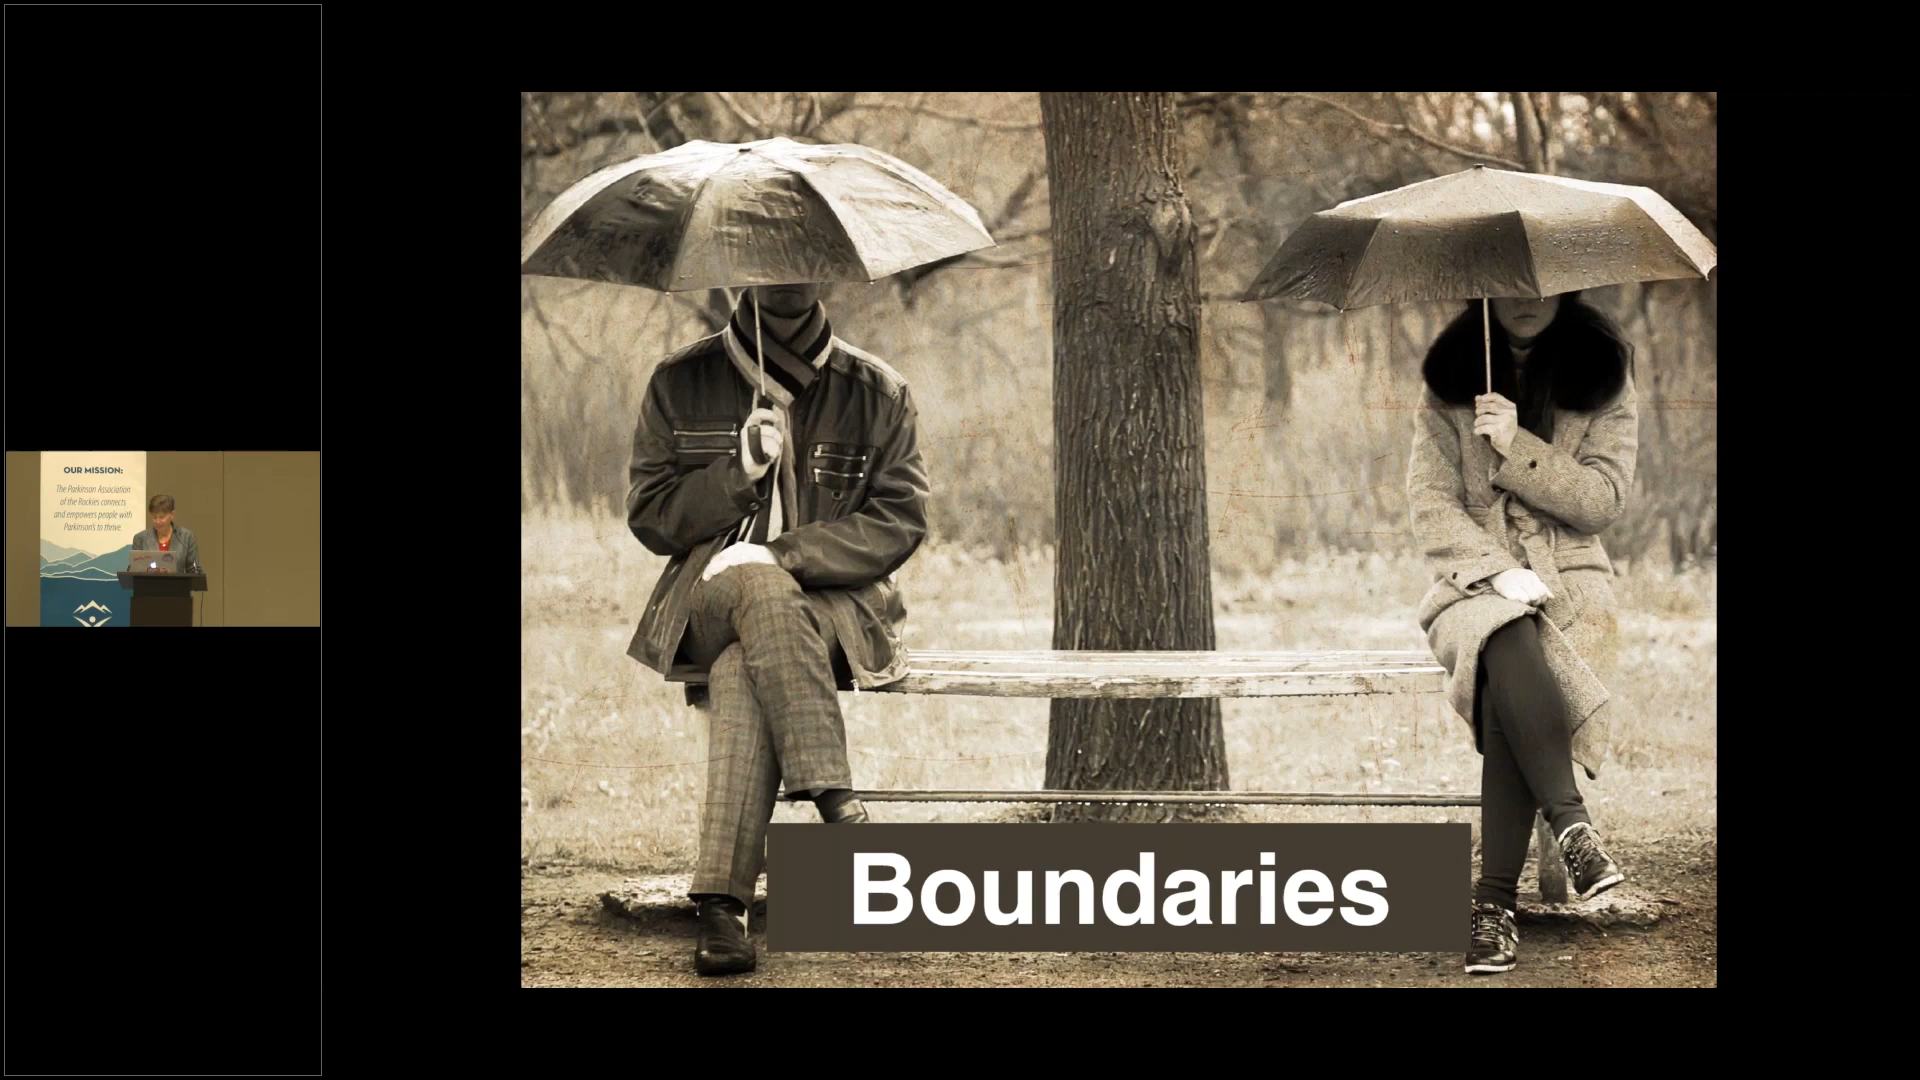 OUR MISSION:
The Parkinson Association
of the Rockies connects
and empowers people with
Parkinson's to thrive.
Boundaries